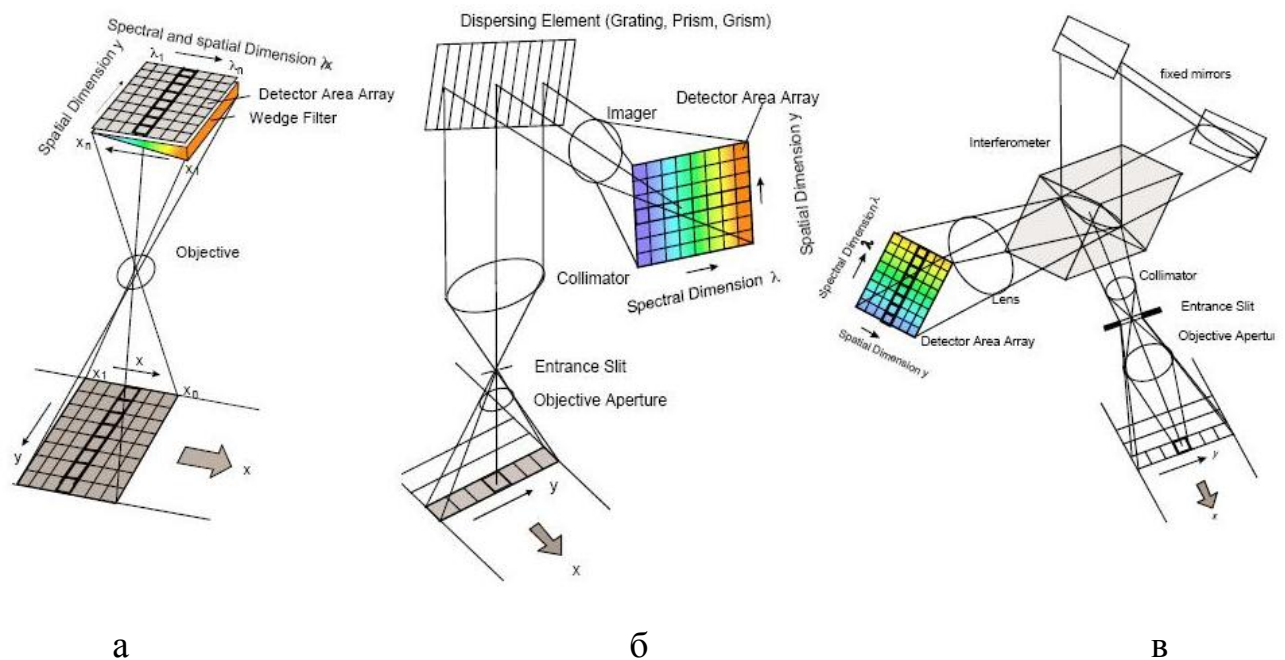 Spectral and spatial Dimension λ/x
λ1
λn
Spatial Dimension y
Detector Area Array
Wedge Filter
xn
x1
Objective
x
x1
xn
y
x
а
Dispersing Element (Grating, Prism, Grism)
Imager
Detector Area Array
Spatial Dimension y
Spectral Dimension λ
Collimator
Entrance Slit
Objective Aperture
y
x
б
fixed mirrors
Interferometer
Spectral Dimension λ
λ
Lens
Collimator
Entrance Slit
Objective Apertu
Spatial Dimension y
Detector Area Array
y
x
в